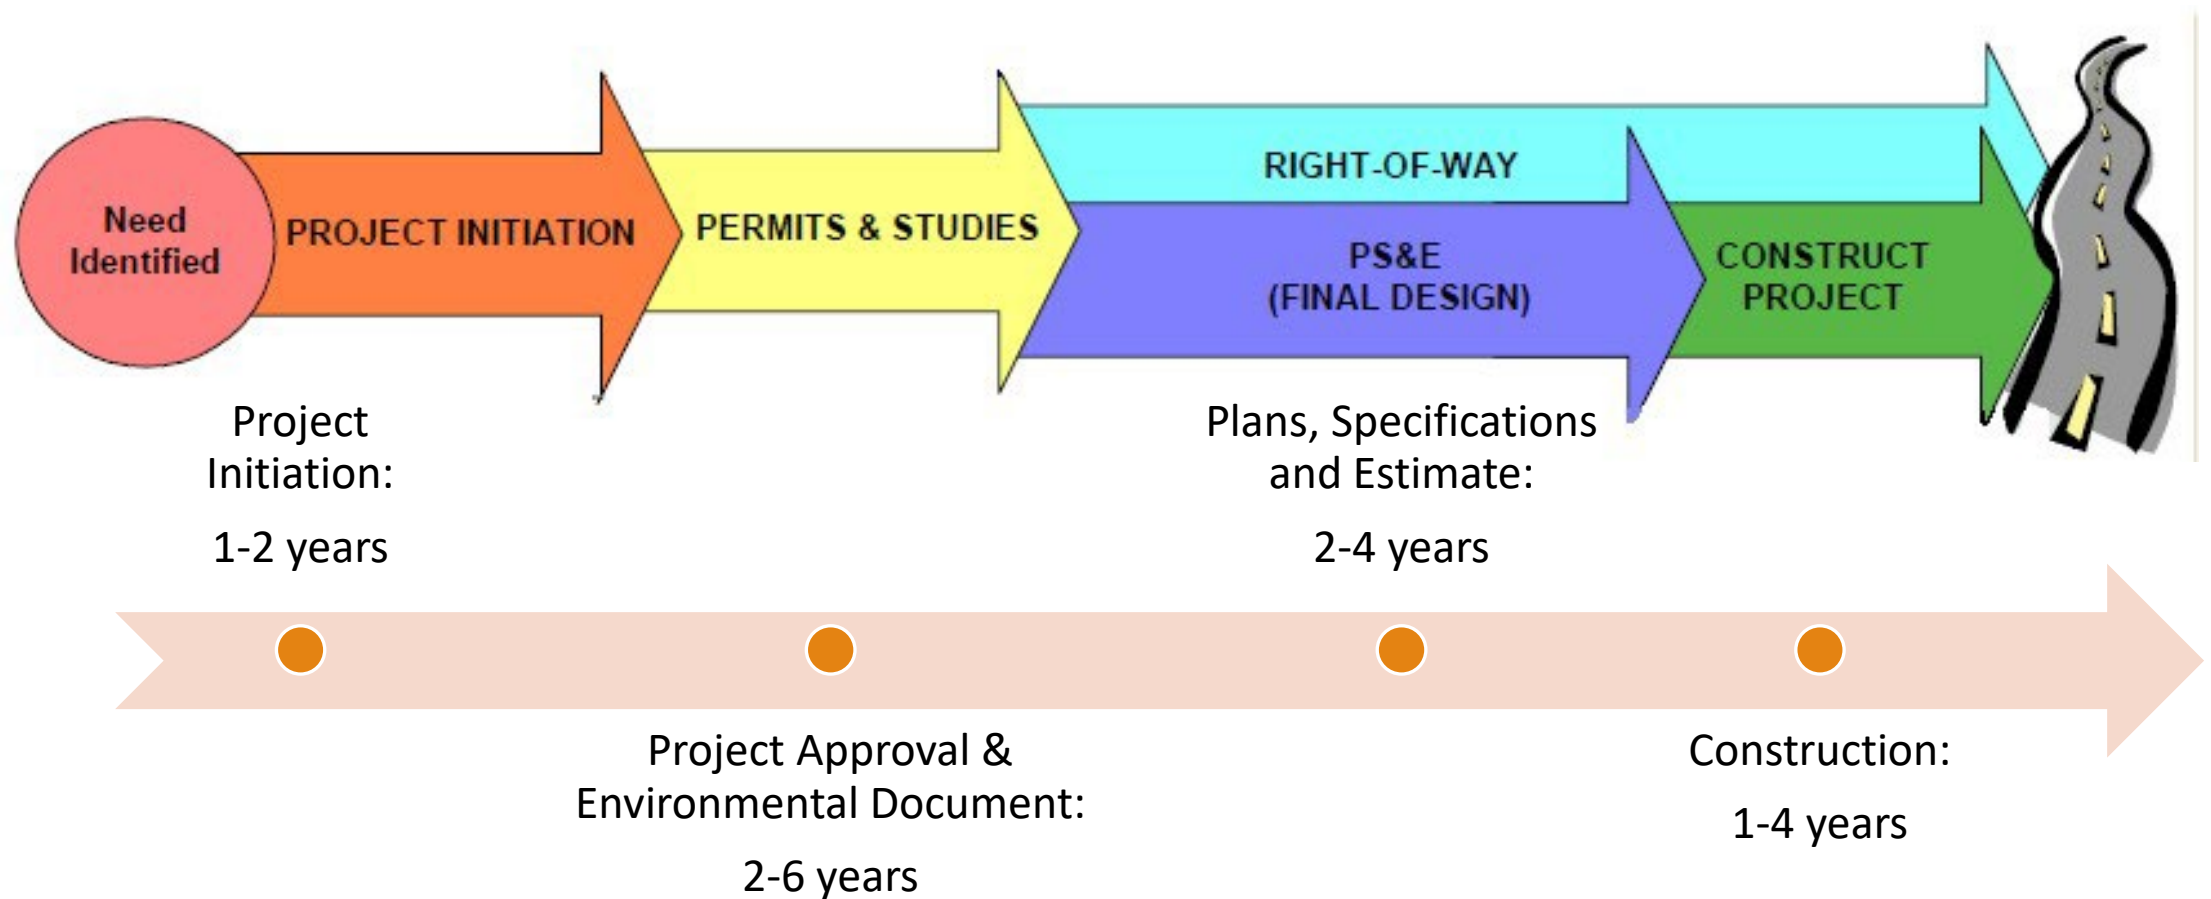 Need
Identified
PROJECT INITIATION
PERMITS & STUDIES
RIGHT-OF-WAY
PS&E
(FINAL DESIGN)
CONSTRUCT
PROJECT
Project
Initiation:
1-2 years
Plans, Specifications
and Estimate:
2-4 years
Project Approval &
Environmental Document:
2-6 years
Construction:
1-4 years